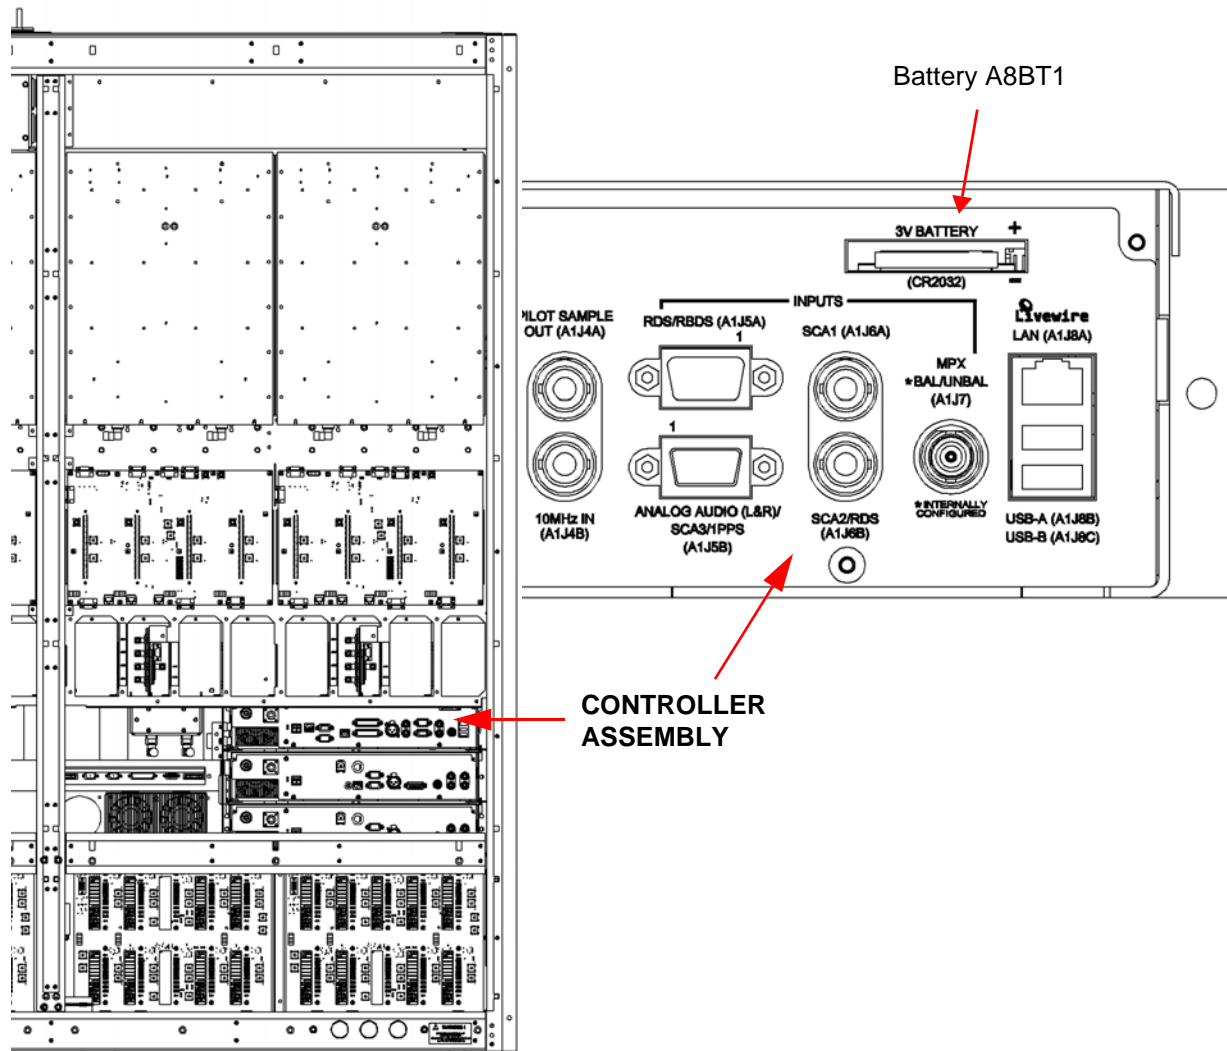 Battery A8BT1
3V BATTERY +
(CR2032) −
INPUTS
PILOT SAMPLE
OUT (A1J4A)
RDS/RBDS (A1J5A)
1
SCA1 (A1J6A)
Livewire
LAN (A1J8A)
MPX
*BAL/UNBAL
(A1J7)
1
10MHz IN
(A1J4B)
ANALOG AUDIO (L&R)/
SCA3/1PPS
(A1J5B)
SCA2/RDS
(A1J6B)
*INTERNALLY
CONFIGURED
USB-A (A1J8B)
USB-B (A1J8C)
CONTROLLER
ASSEMBLY